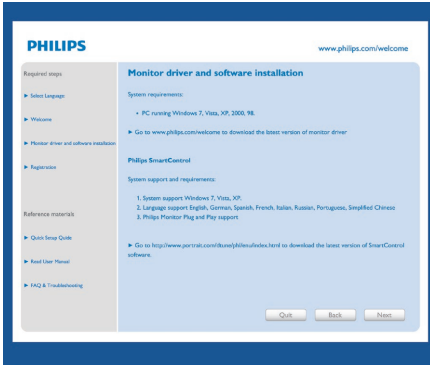 PHILIPS
www.philips.com/welcome
Required steps
► Select Language
► Welcome
► Monitor driver and software installation
► Registration
Reference materials
► Quick Setup Guide
► Read User Manual
► FAQ & Troubleshooting
Monitor driver and software installation
System requirements:
• PC running Windows 7, Vista, XP, 2000, 98.
► Go to www.philips.com/welcome to download the latest version of monitor driver
Philips SmartControl
System support and requirements:
1. System support Windows 7, Vista, XP.
2. Language support English, German, Spanish, French, Italian, Russian, Portuguese, Simplified Chinese
3. Philips Monitor Plug and Play support
► Go to http://www.portrait.com/dtune/philenu/index.html to download the latest version of SmartControl
software.
Quit
Back
Next